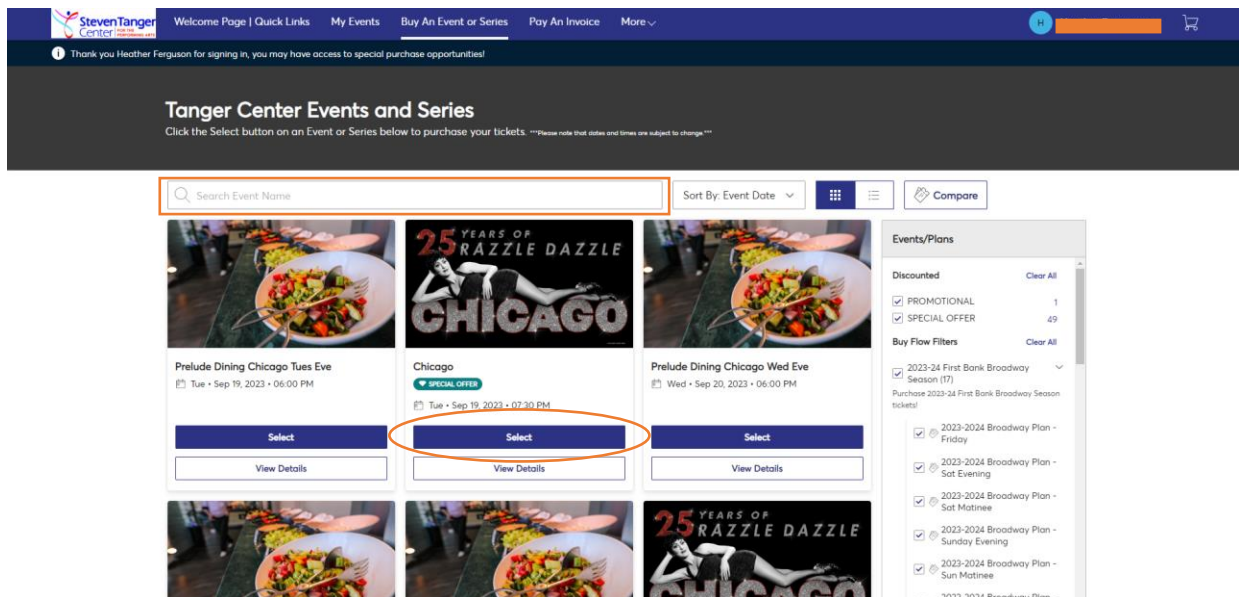 StevenTanger
Center FOR THE PERFORMING ARTS
Welcome Page | Quick Links
My Events
Buy An Event or Series
Pay An Invoice
More
H
Thank you Heather Ferguson for signing in, you may have access to special purchase opportunities!
Tanger Center Events and Series
Click the Select button on an Event or Series below to purchase your tickets. ***Please note that dates and times are subject to change.***
Search Event Name
Sort By: Event Date
Compare
25 YEARS OF
RAZZLE DAZZLE
CHICAGO
Prelude Dining Chicago Tues Eve
Tue • Sep 19, 2023 • 06:00 PM
Select
View Details
Chicago
SPECIAL OFFER
Tue • Sep 19, 2023 • 07:30 PM
Select
View Details
Prelude Dining Chicago Wed Eve
Wed • Sep 20, 2023 • 06:00 PM
Select
View Details
25 YEARS OF
RAZZLE DAZZLE
CHICAGO
Events/Plans
Discounted
Clear All
PROMOTIONAL 1
SPECIAL OFFER 49
Buy Flow Filters
Clear All
2023-24 First Bank Broadway
Season (17)
Purchase 2023-24 First Bank Broadway Season
tickets!
2023-2024 Broadway Plan -
Friday
2023-2024 Broadway Plan -
Sat Evening
2023-2024 Broadway Plan -
Sat Matinee
2023-2024 Broadway Plan -
Sunday Evening
2023-2024 Broadway Plan -
Sun Matinee
2023-2024 Broadway Plan -